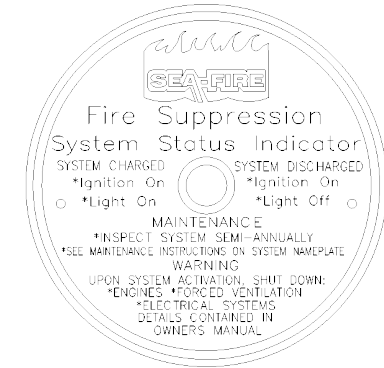 SEA-FIRE
Fire Suppression
System Status Indicator
SYSTEM CHARGED
*Ignition On
*Light On
SYSTEM DISCHARGED
*Ignition On
*Light Off
MAINTENANCE
*INSPECT SYSTEM SEMI-ANNUALLY
*SEE MAINTENANCE INSTRUCTIONS ON SYSTEM NAMEPLATE
WARNING
UPON SYSTEM ACTIVATION, SHUT DOWN:
*ENGINES *FORCED VENTILATION
*ELECTRICAL SYSTEMS
DETAILS CONTAINED IN
OWNERS MANUAL